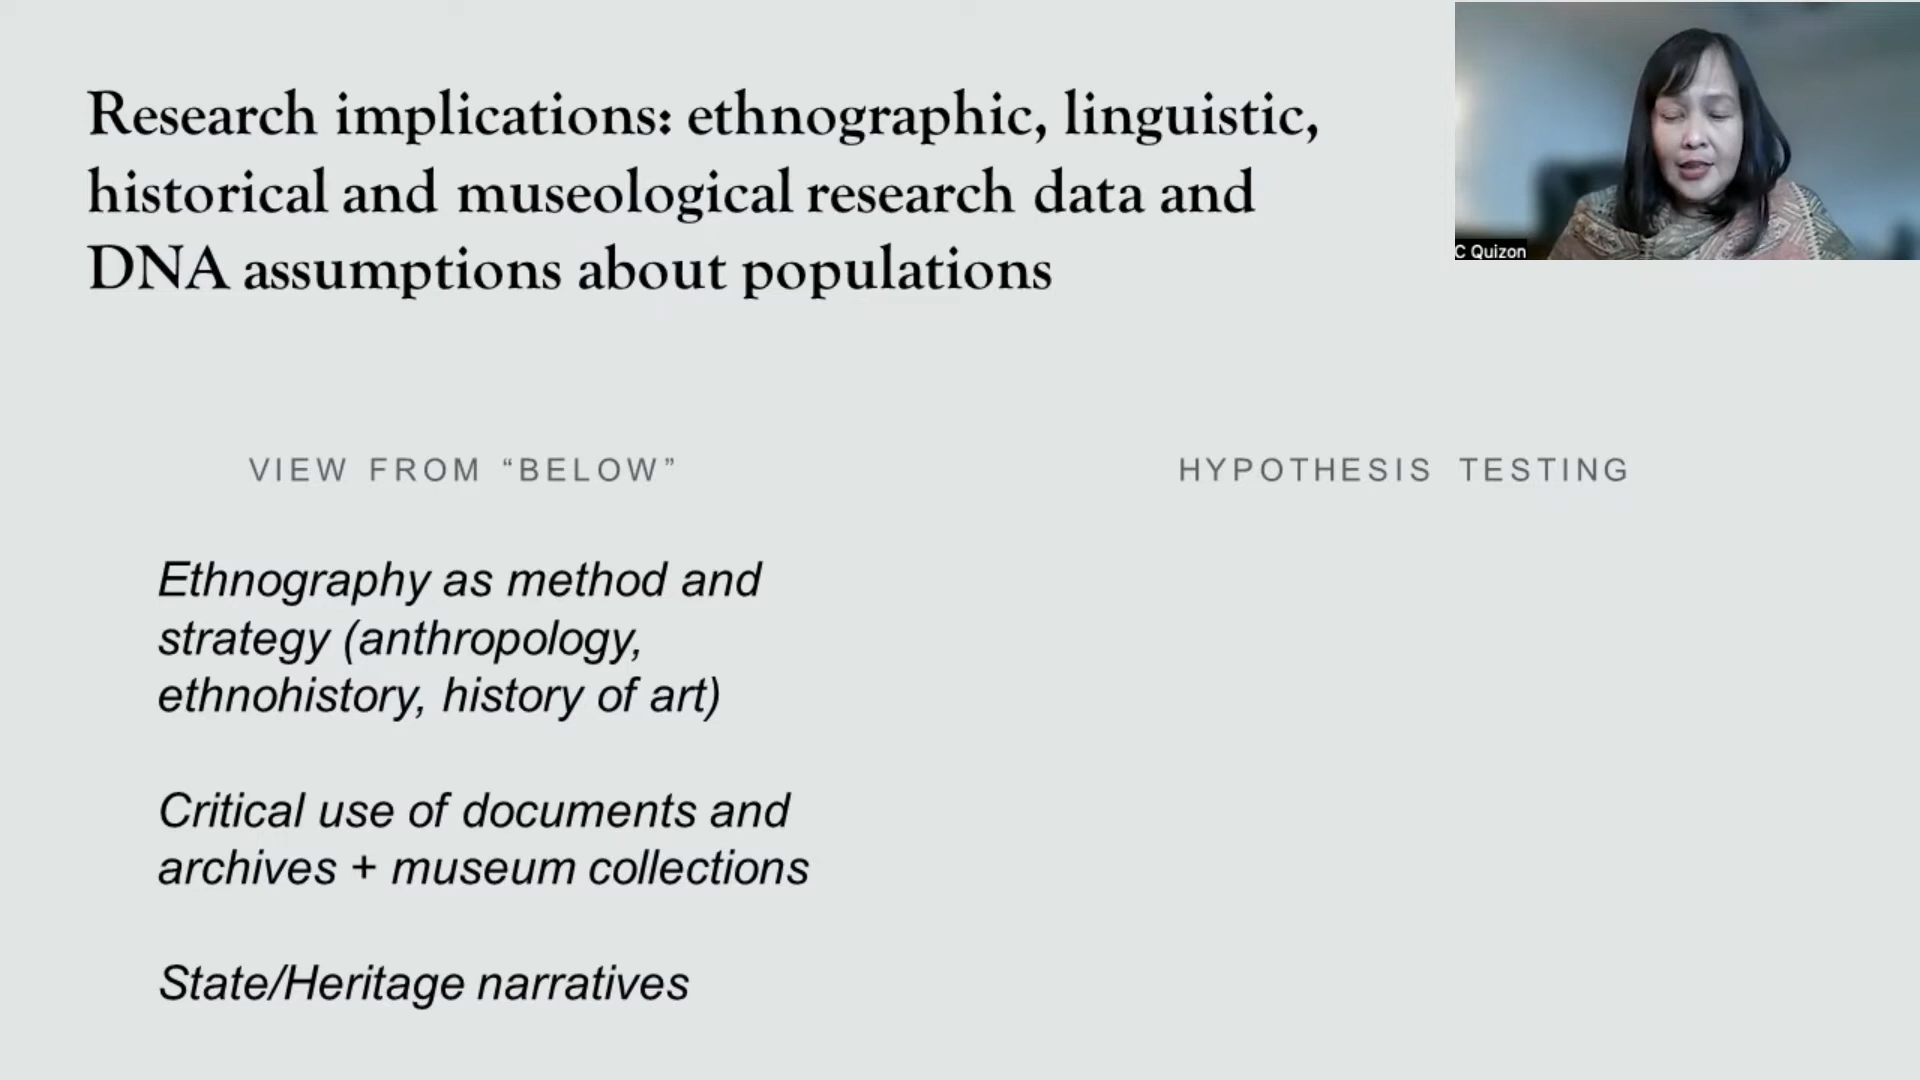 Research implications: ethnographic, linguistic,
historical and museological research data and
DNA assumptions about populations
C Quizon
VIEW FROM “BELOW”
Ethnography as method and
strategy (anthropology,
ethnohistory, history of art)
Critical use of documents and
archives + museum collections
State/Heritage narratives
HYPOTHESIS TESTING